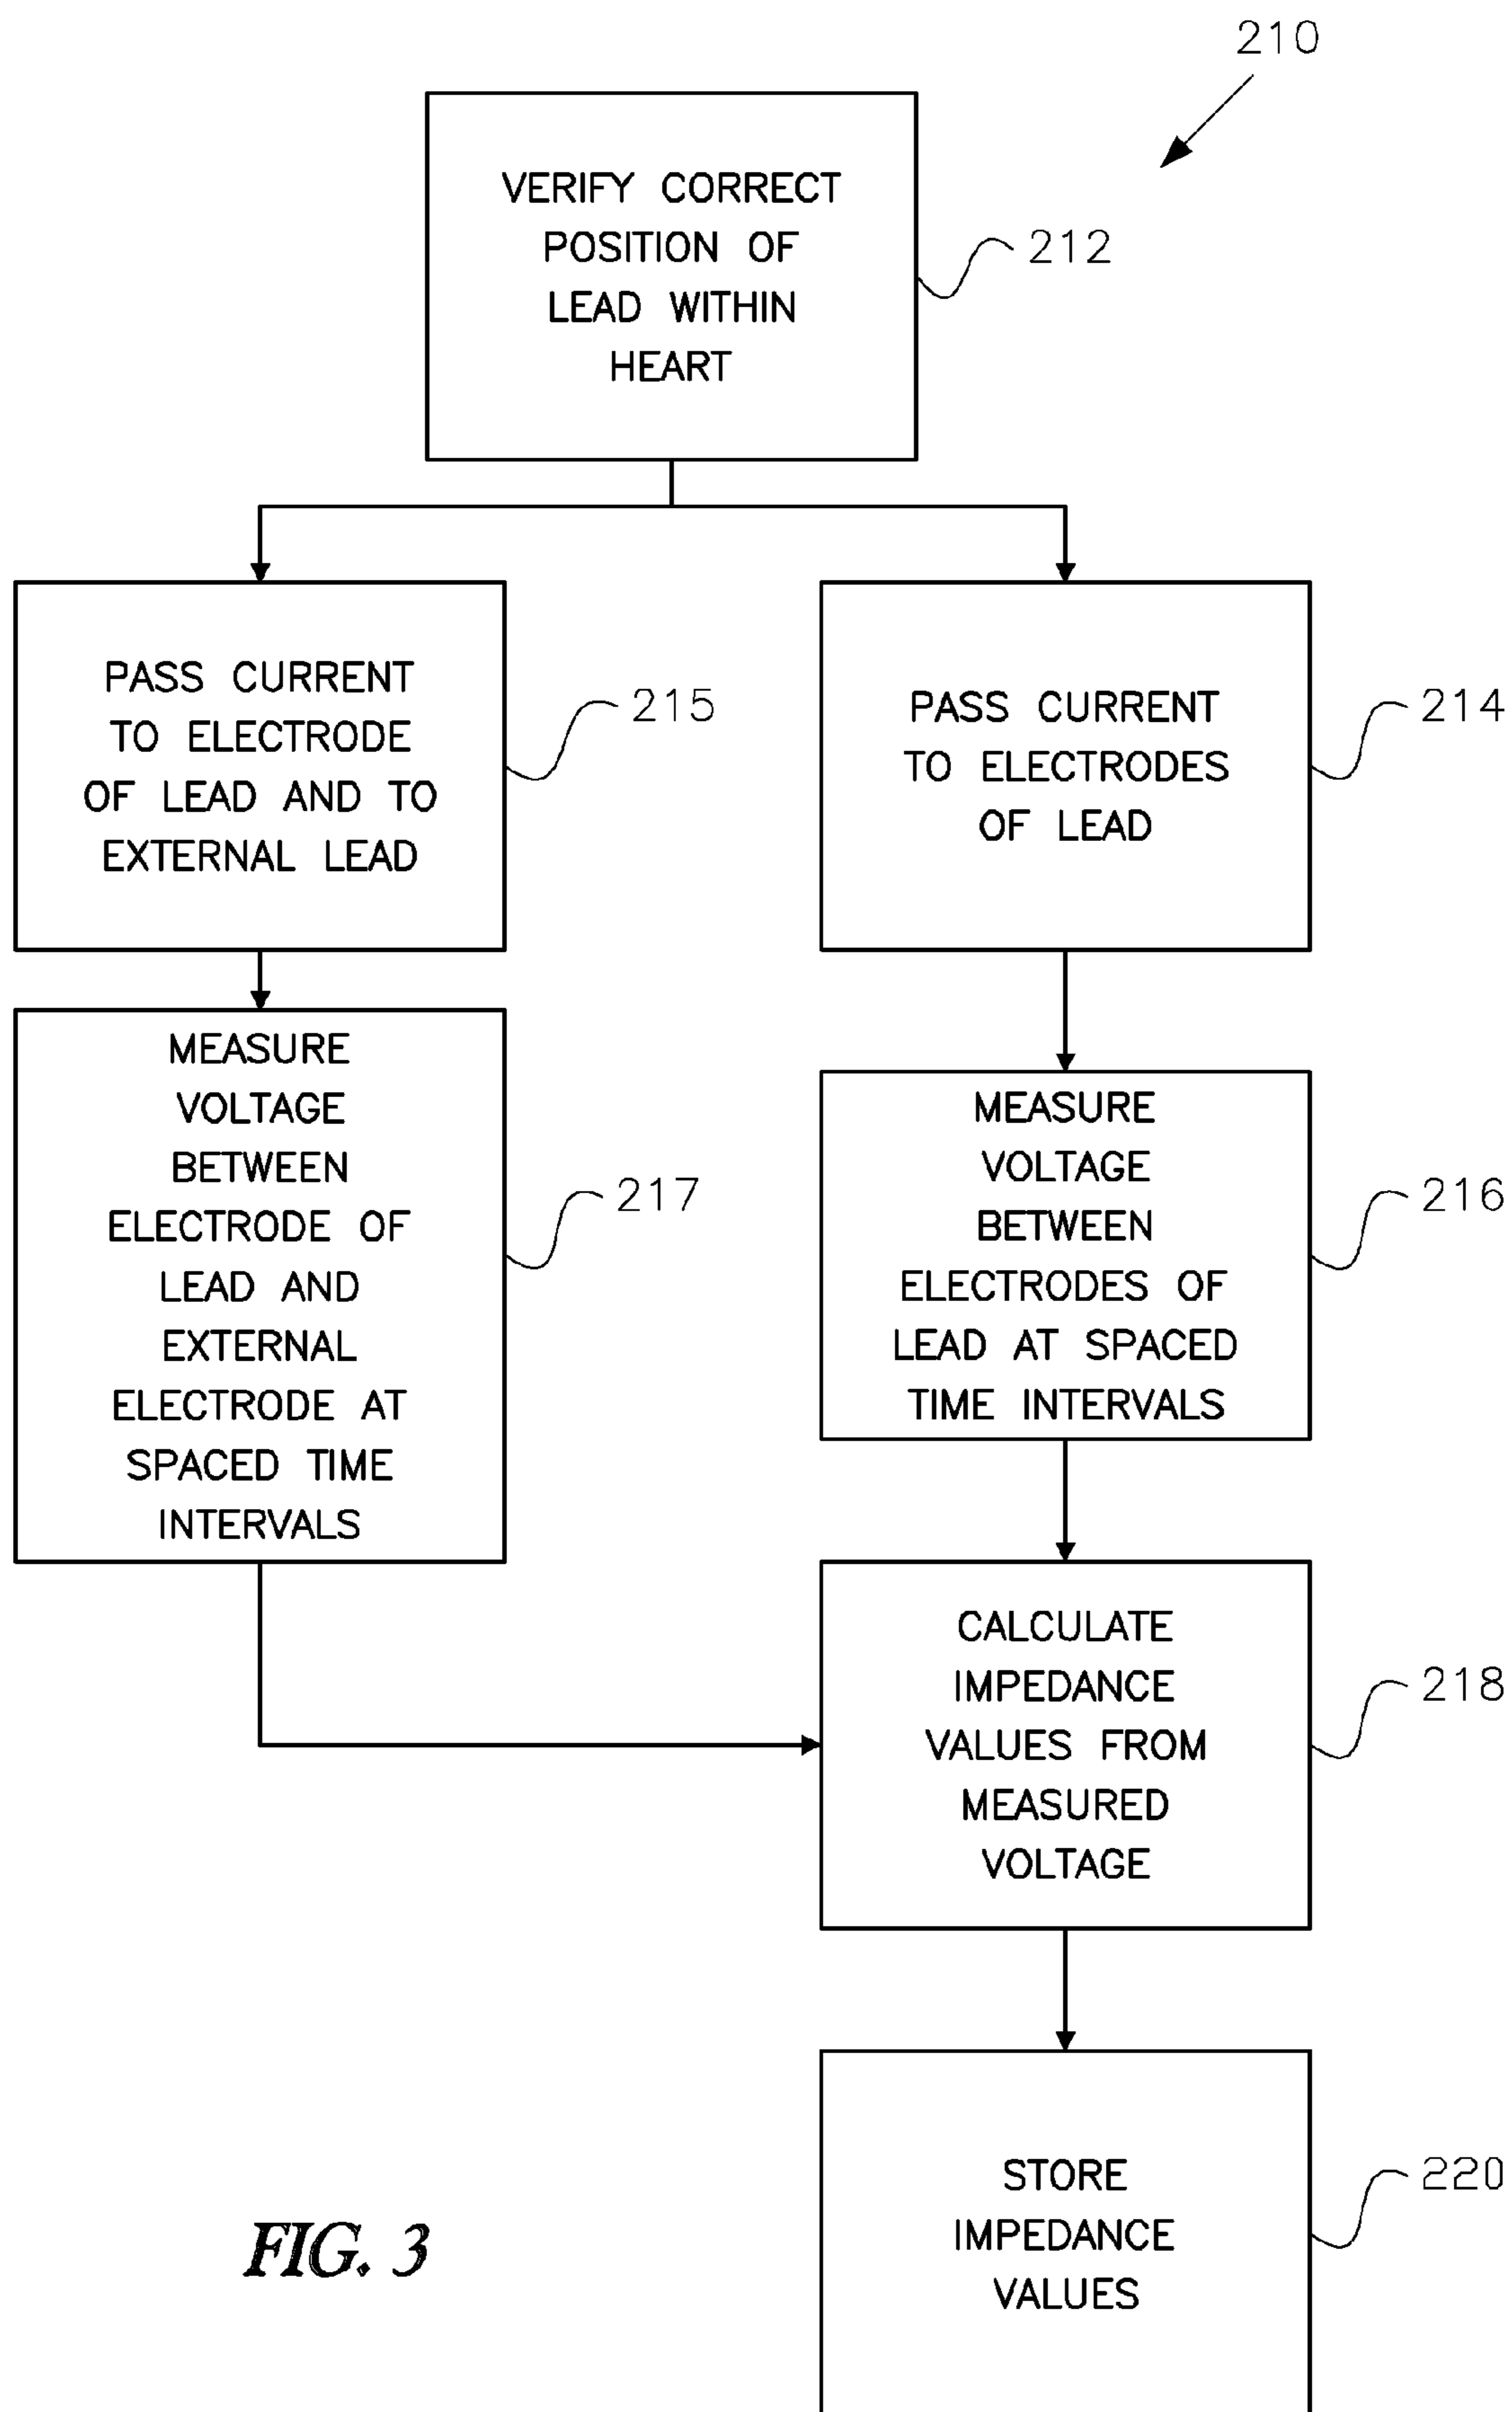 210
VERIFY CORRECT
POSITION OF
LEAD WITHIN
HEART
212
PASS CURRENT
TO ELECTRODE
OF LEAD AND TO
EXTERNAL LEAD
215
PASS CURRENT
TO ELECTRODES
OF LEAD
214
MEASURE
VOLTAGE
BETWEEN
ELECTRODE OF
LEAD AND
EXTERNAL
ELECTRODE AT
SPACED TIME
INTERVALS
217
MEASURE
VOLTAGE
BETWEEN
ELECTRODES OF
LEAD AT SPACED
TIME INTERVALS
216
CALCULATE
IMPEDANCE
VALUES FROM
MEASURED
VOLTAGE
218
STORE
IMPEDANCE
VALUES
220
FIG. 3